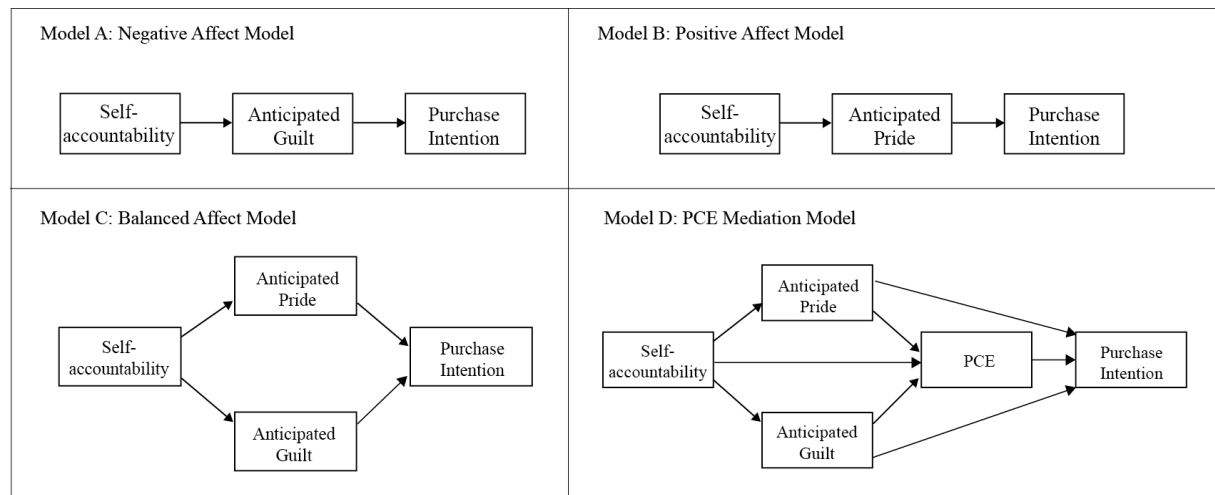 Model A: Negative Affect Model
Self-
accountability
Anticipated
Guilt
Purchase
Intention
Model B: Positive Affect Model
Self-
accountability
Anticipated
Pride
Purchase
Intention
Model C: Balanced Affect Model
Anticipated
Pride
Self-
accountability
Purchase
Intention
Anticipated
Guilt
Model D: PCE Mediation Model
Anticipated
Pride
Self-
accountability
PCE
Purchase
Intention
Anticipated
Guilt